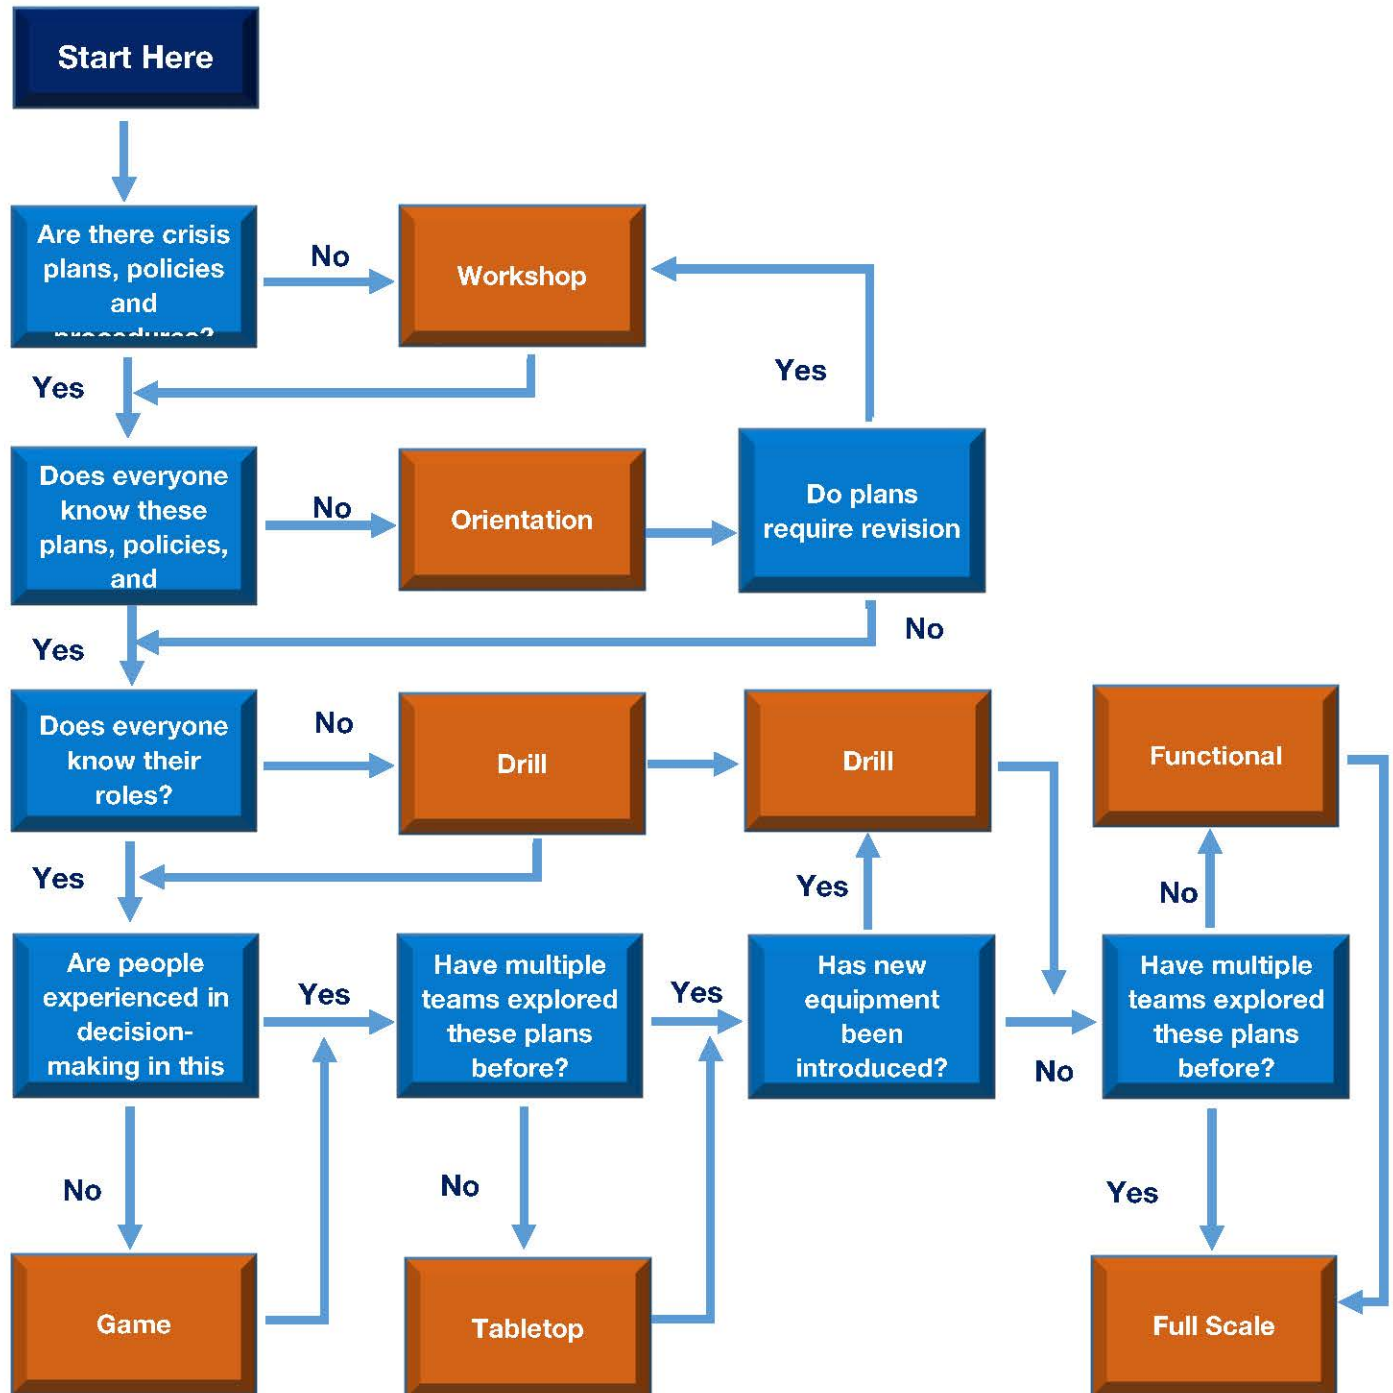 Start Here
Are there crisis
plans, policies
and
procedures?
No
Workshop
Yes
Yes
Does everyone
know these
plans, policies,
and
No
Orientation
Do plans
require revision
Yes
No
Does everyone
know their
roles?
No
Drill
Drill
Functional
Yes
Yes
No
Are people
experienced in
decision-
making in this
Yes
Have multiple
teams explored
these plans
before?
Yes
Has new
equipment
been
introduced?
No
Have multiple
teams explored
these plans
before?
No
No
Yes
Game
Tabletop
Full Scale